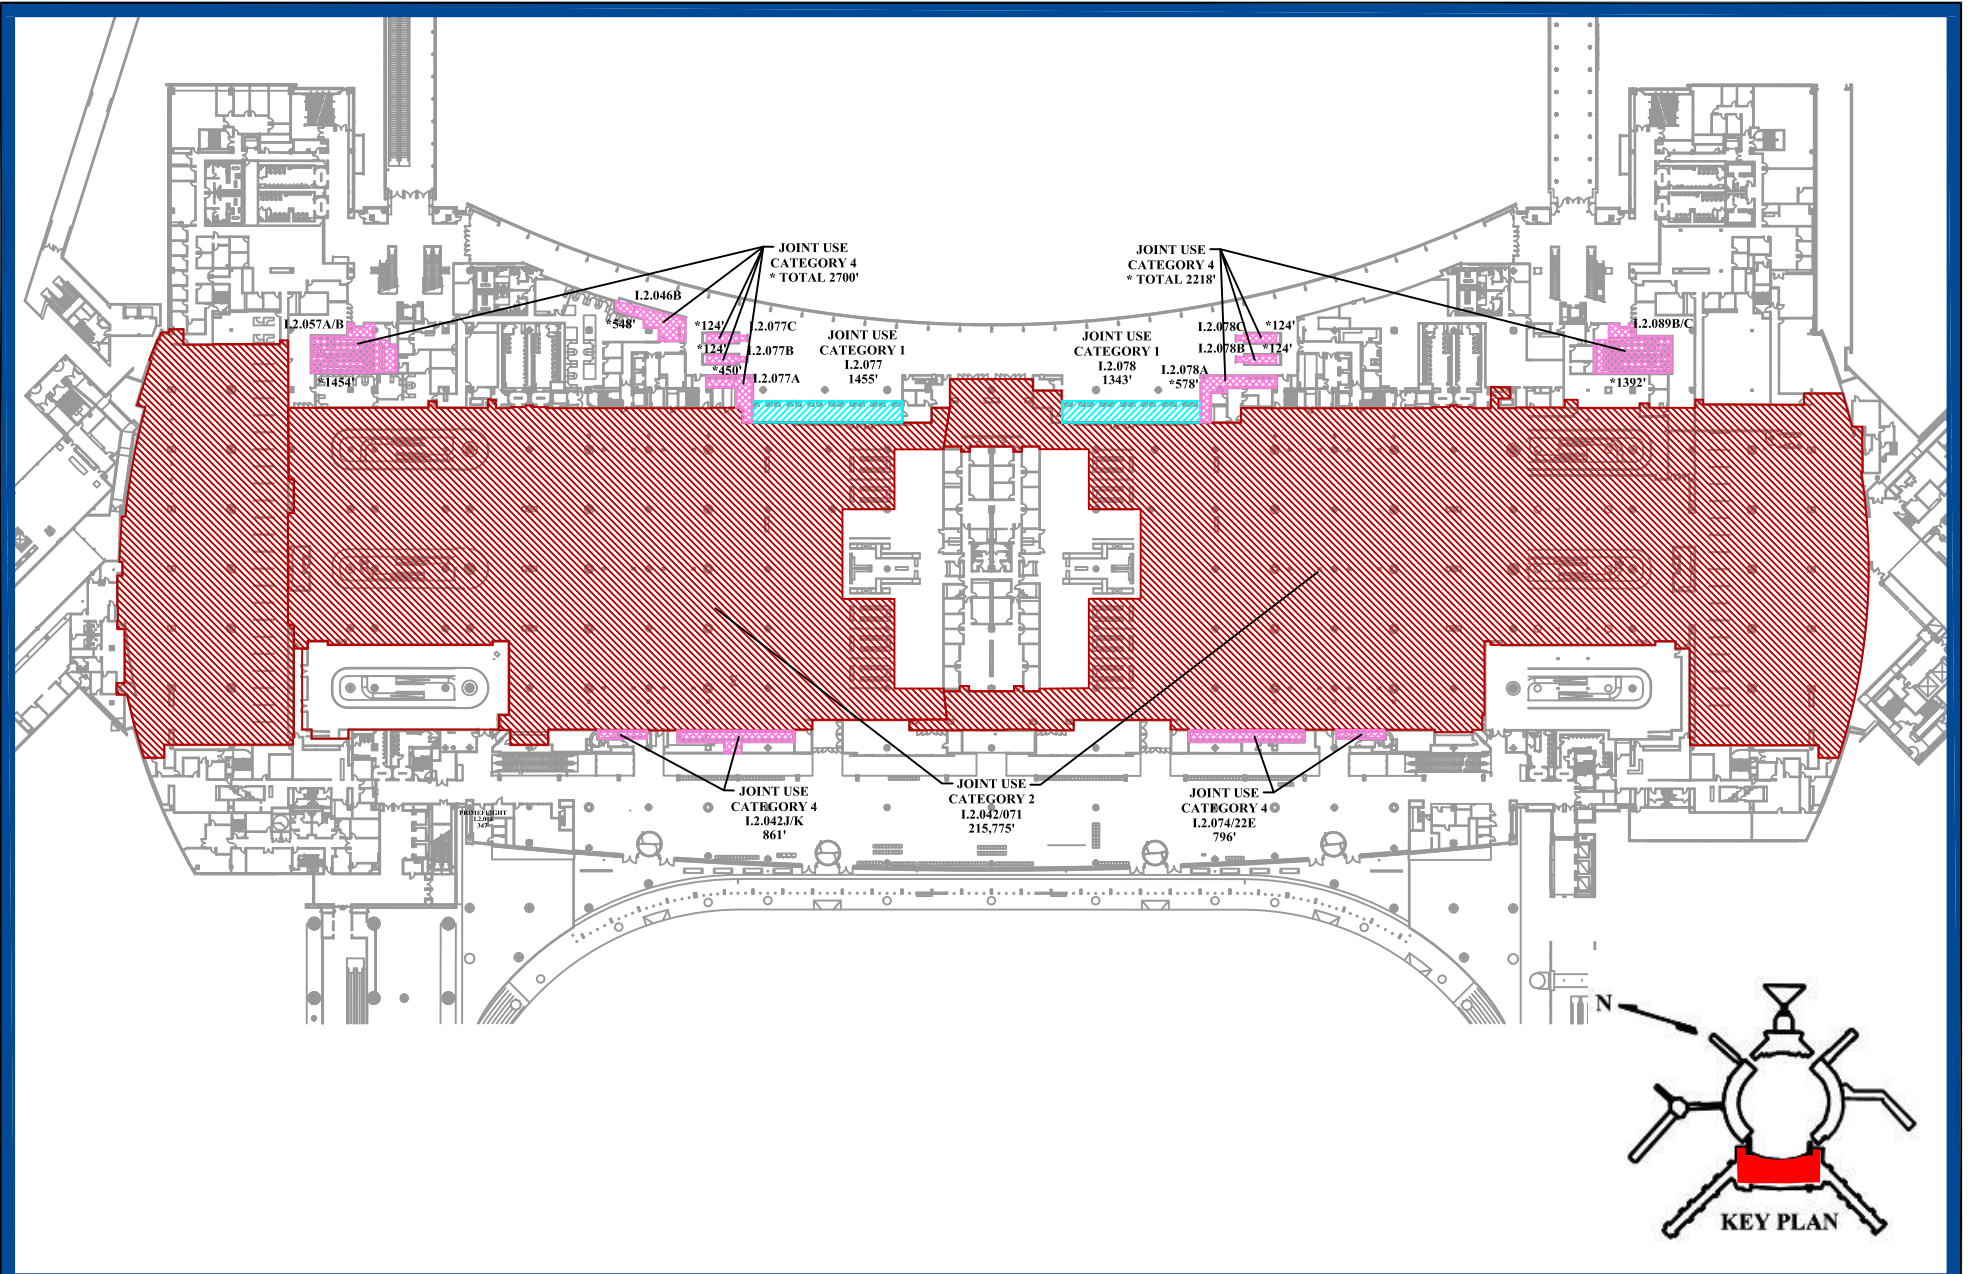 JOINT USE
CATEGORY 4
* TOTAL 2700'
JOINT USE
CATEGORY 4
* TOTAL 2218'
I.2.046B
*548'
I.2.057A/B
*1454'
*124'
I.2.077C
*124'
I.2.077B
*450'
I.2.077A
JOINT USE
CATEGORY 1
I.2.077
1455'
JOINT USE
CATEGORY 1
I.2.078
1343'
I.2.078C
*124'
I.2.078B
*124'
I.2.078A
*578'
I.2.089B/C
*1392'
JOINT USE
CATEGORY 4
I.2.042J/K
861'
JOINT USE
CATEGORY 2
I.2.042/071
215,775'
JOINT USE
CATEGORY 4
I.2.074/22E
796'
PRIMEFLIGHT
347'
N
KEY PLAN